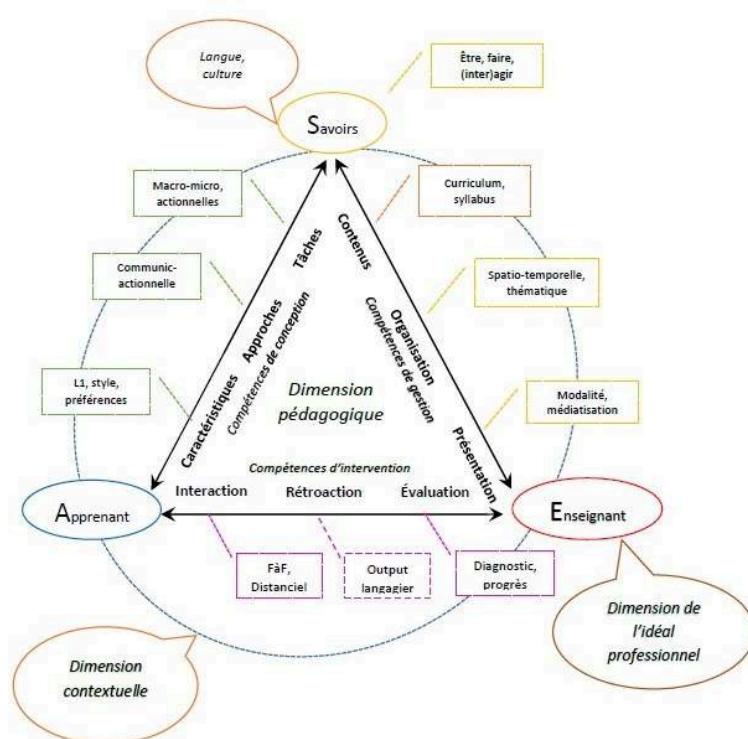 Langue,
culture
Être, faire,
(inter)agir
Savoirs
Macro-micro,
actionnelles
Curriculum,
syllabus
Tâches
Contenus
Communic-
actionnelle
Spatio-temporelle,
thématique
Approches
Compétences de conception
Organisation
Compétences de gestion
L1, style,
préférences
Caractéristiques
Dimension
pédagogique
Modalité,
médiatisation
Présentation
Compétences d'intervention
Interaction
Rétroaction
Évaluation
Apprenant
Enseignant
FàF,
Distanciel
Output
langagier
Diagnostic,
progrès
Dimension
contextuelle
Dimension de
l'idéal
professionnel